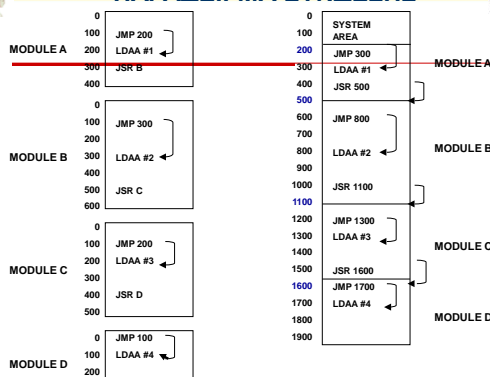 0
100 JMP 200
MODULE A 200 LDAA #1
300 JSR B
400
0
100 JMP 300
200
MODULE B 300 LDAA #2
400
500 JSR C
600
0
100 JMP 200
200 LDAA #3
MODULE C 300
400 JSR D
500
0 JMP 100
100 LDAA #4
MODULE D 200
0 SYSTEM
100 AREA
200 JMP 300
300 LDAA #1 MODULE A
400 JSR 500
500
600 JMP 800
700
800 LDAA #2 MODULE B
900
1000 JSR 1100
1100
1200 JMP 1300
1300 LDAA #3
1400 MODULE C
1500 JSR 1600
1600 JMP 1700
1700 LDAA #4
1800 MODULE D
1900